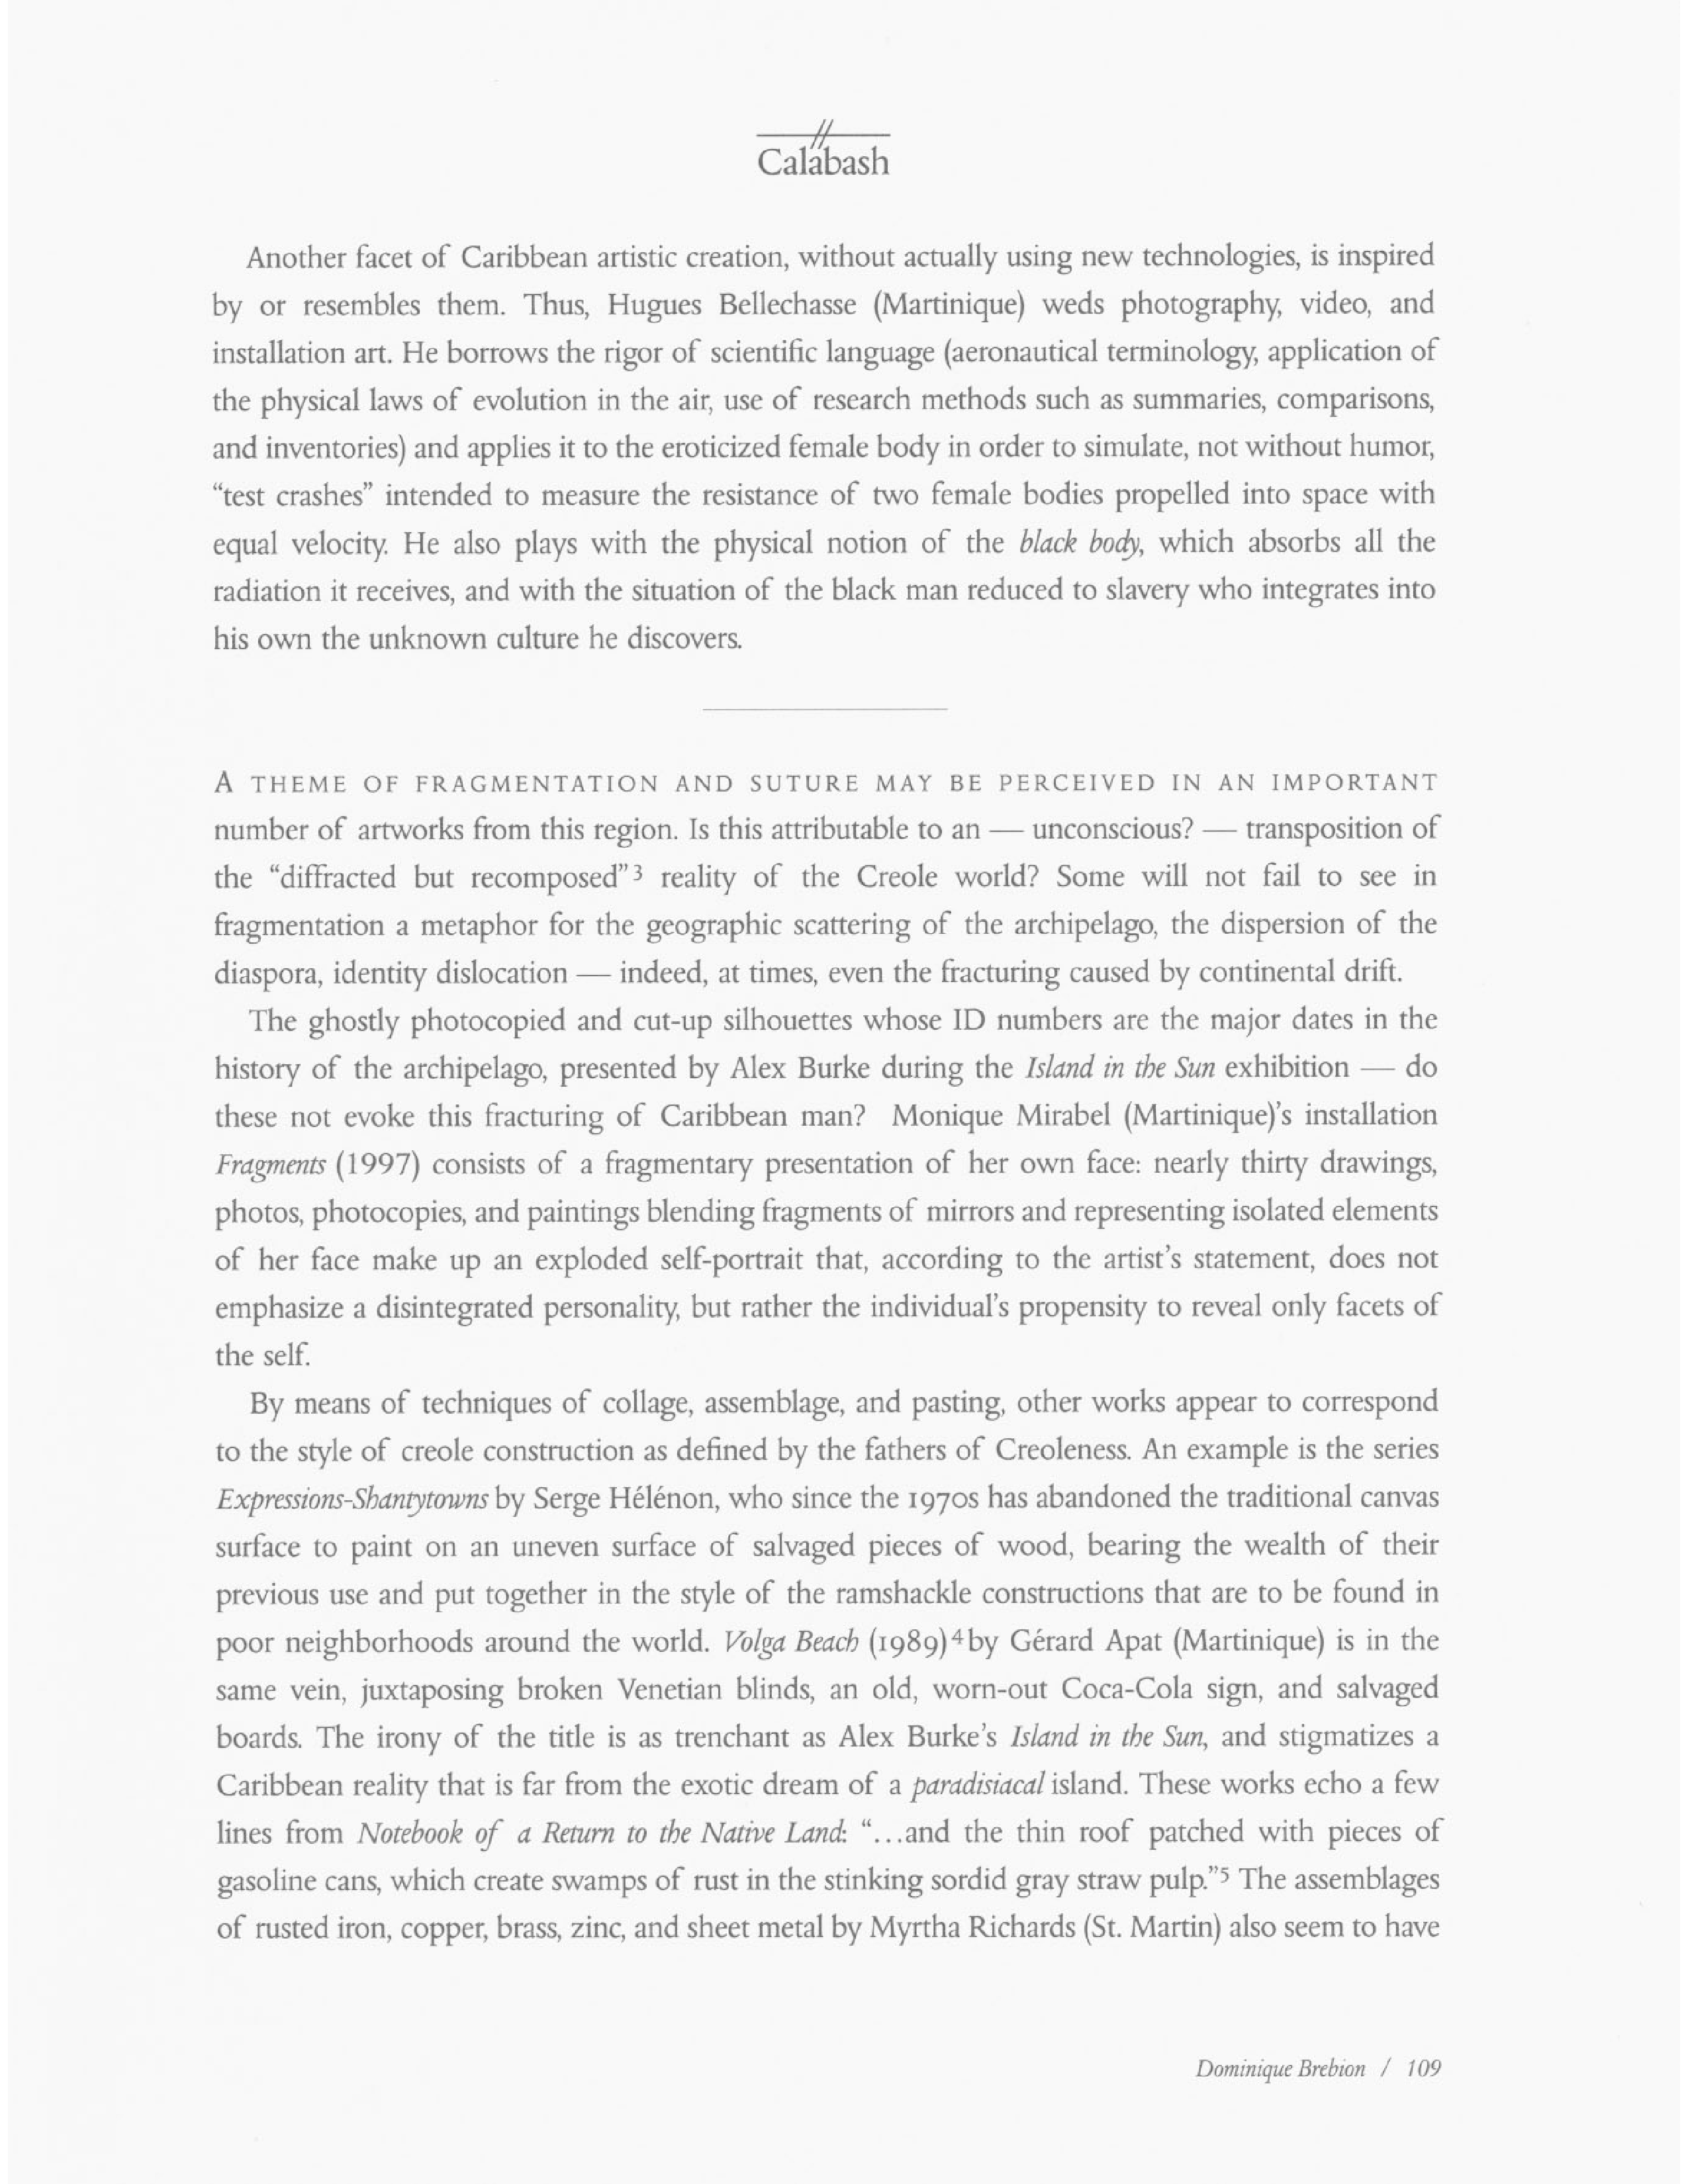 Calabash
Another facet of Caribbean artistic creation, without actually using new technologies, is inspired
by or resembles them. Thus, Hugues Bellechasse (Martinique) weds photography, video, and
installation art. He borrows the rigor of scientific language (aeronautical terminology, application of
the physical laws of evolution in the air, use of research methods such as summaries, comparisons,
and inventories) and applies it to the eroticized female body in order to simulate, not without humor,
“test crashes” intended to measure the resistance of two female bodies propelled into space with
equal velocity. He also plays with the physical notion of the black body, which absorbs all the
radiation it receives, and with the situation of the black man reduced to slavery who integrates into
his own the unknown culture he discovers.
A THEME OF FRAGMENTATION AND SUTURE MAY BE PERCEIVED IN AN IMPORTANT
number of artworks from this region. Is this attributable to an — unconscious? — transposition of
the “diffracted but recomposed”3 reality of the Creole world? Some will not fail to see in
fragmentation a metaphor for the geographic scattering of the archipelago, the dispersion of the
diaspora, identity dislocation — indeed, at times, even the fracturing caused by continental drift.
The ghostly photocopied and cut-up silhouettes whose ID numbers are the major dates in the
history of the archipelago, presented by Alex Burke during the Island in the Sun exhibition — do
these not evoke this fracturing of Caribbean man? Monique Mirabel (Martinique)’s installation
Fragments (1997) consists of a fragmentary presentation of her own face: nearly thirty drawings,
photos, photocopies, and paintings blending fragments of mirrors and representing isolated elements
of her face make up an exploded self-portrait that, according to the artist’s statement, does not
emphasize a disintegrated personality, but rather the individual’s propensity to reveal only facets of
the self.
By means of techniques of collage, assemblage, and pasting, other works appear to correspond
to the style of creole construction as defined by the fathers of Creoleness. An example is the series
Expressions-Shantytowns by Serge Hélénon, who since the 1970s has abandoned the traditional canvas
surface to paint on an uneven surface of salvaged pieces of wood, bearing the wealth of their
previous use and put together in the style of the ramshackle constructions that are to be found in
poor neighborhoods around the world. Volga Beach (1989)4 by Gérard Apat (Martinique) is in the
same vein, juxtaposing broken Venetian blinds, an old, worn-out Coca-Cola sign, and salvaged
boards. The irony of the title is as trenchant as Alex Burke’s Island in the Sun, and stigmatizes a
Caribbean reality that is far from the exotic dream of a paradisiacal island. These works echo a few
lines from Notebook of a Return to the Native Land: “...and the thin roof patched with pieces of
gasoline cans, which create swamps of rust in the stinking sordid gray straw pulp.”5 The assemblages
of rusted iron, copper, brass, zinc, and sheet metal by Myrtha Richards (St. Martin) also seem to have
Dominique Brebion / 109